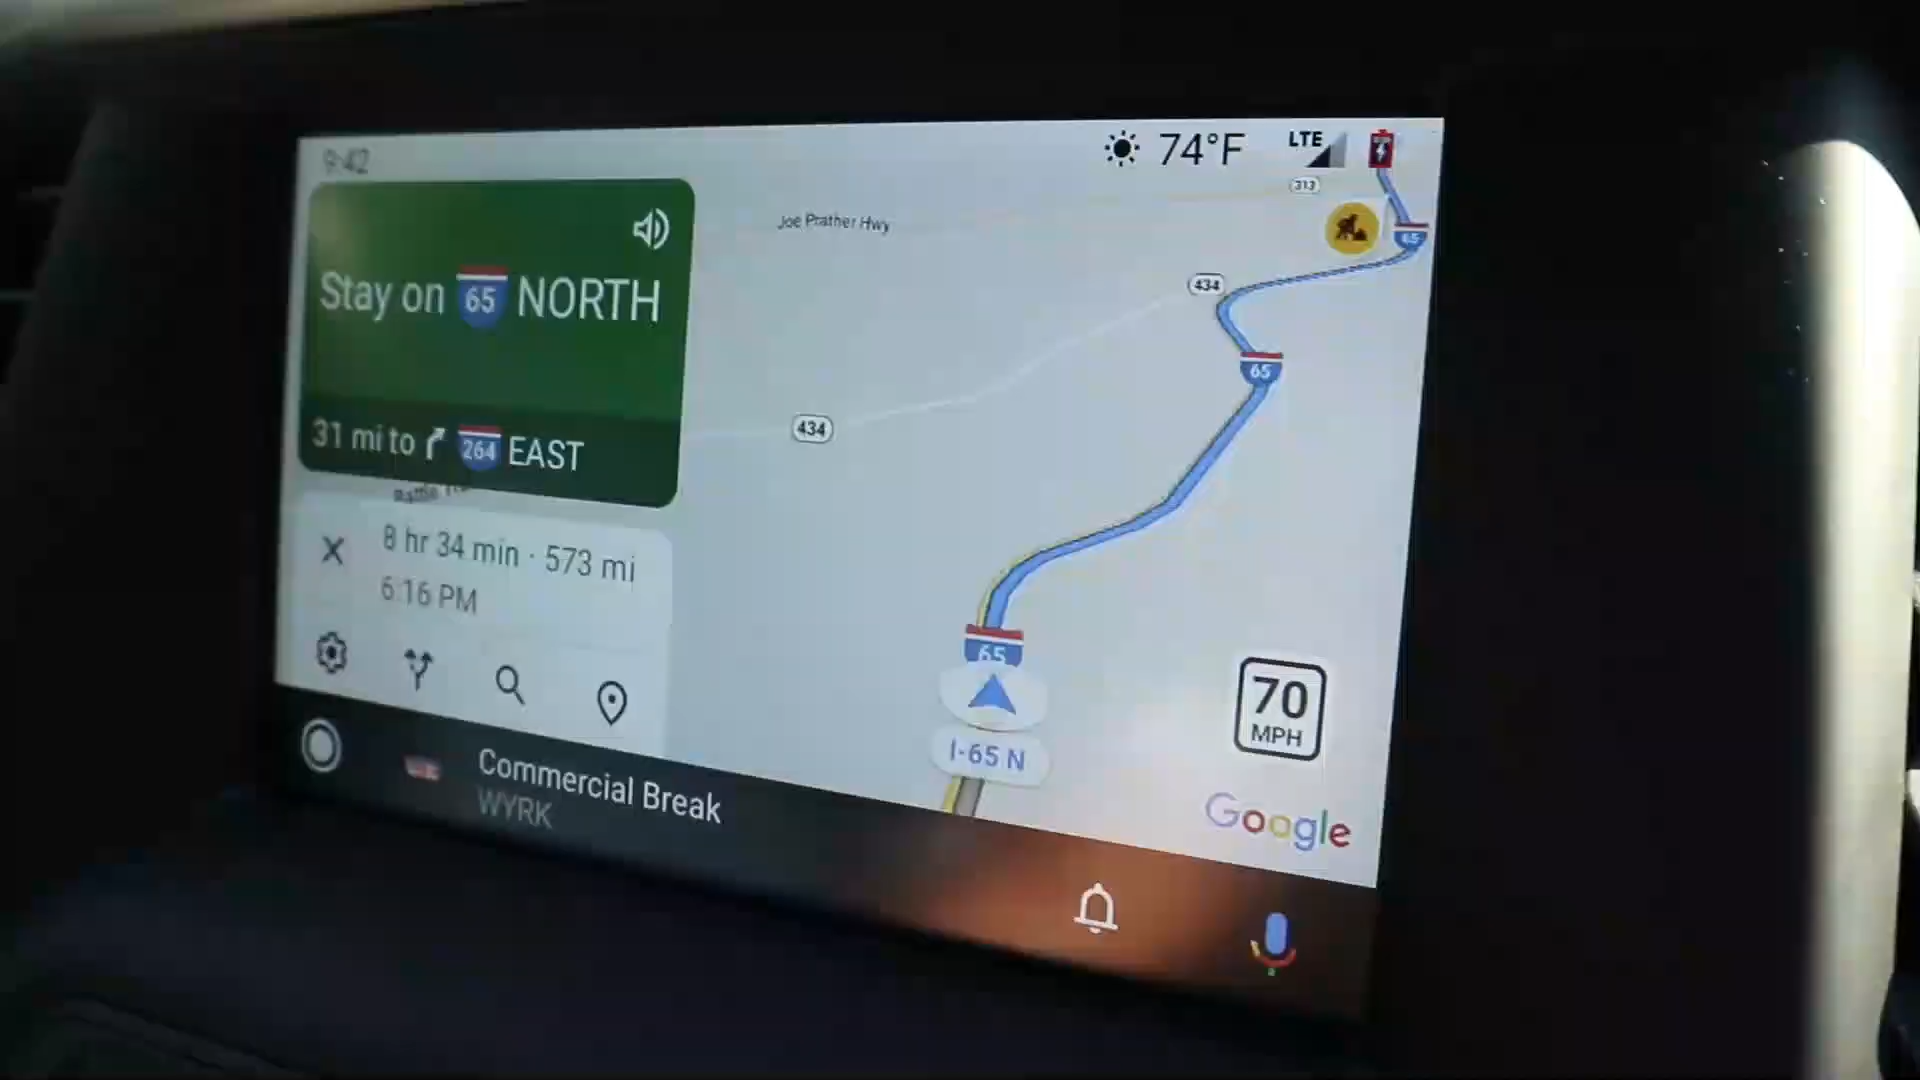 9:42
74°F
LTE
Stay on 65 NORTH
31 mi to 264 EAST
8 hr 34 min · 573 mi
6:16 PM
Joe Prather Hwy
313
65
434
65
434
65
I-65 N
70
MPH
Google
Commercial Break
WYRK